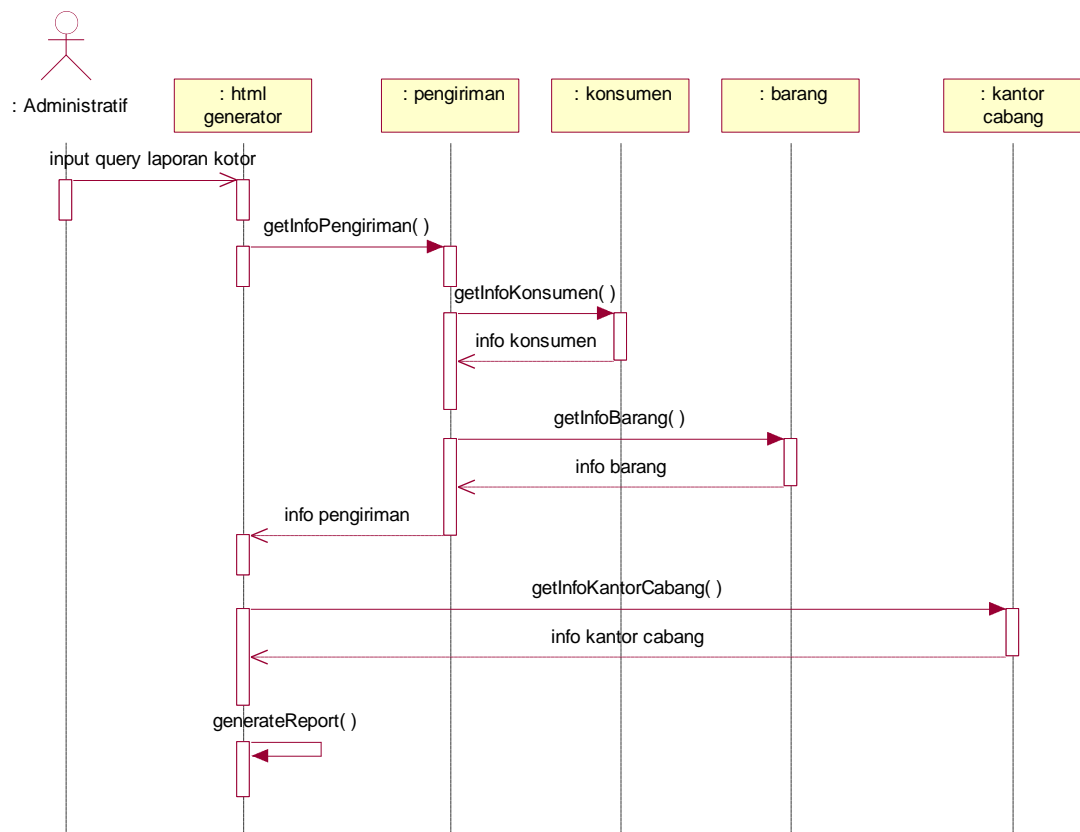 : Administratif
: html
generator
: pengiriman
: konsumen
: barang
: kantor
cabang
input query laporan kotor
getInfoPengiriman( )
getInfoKonsumen( )
info konsumen
getInfoBarang( )
info barang
info pengiriman
getInfoKantorCabang( )
info kantor cabang
generateReport( )